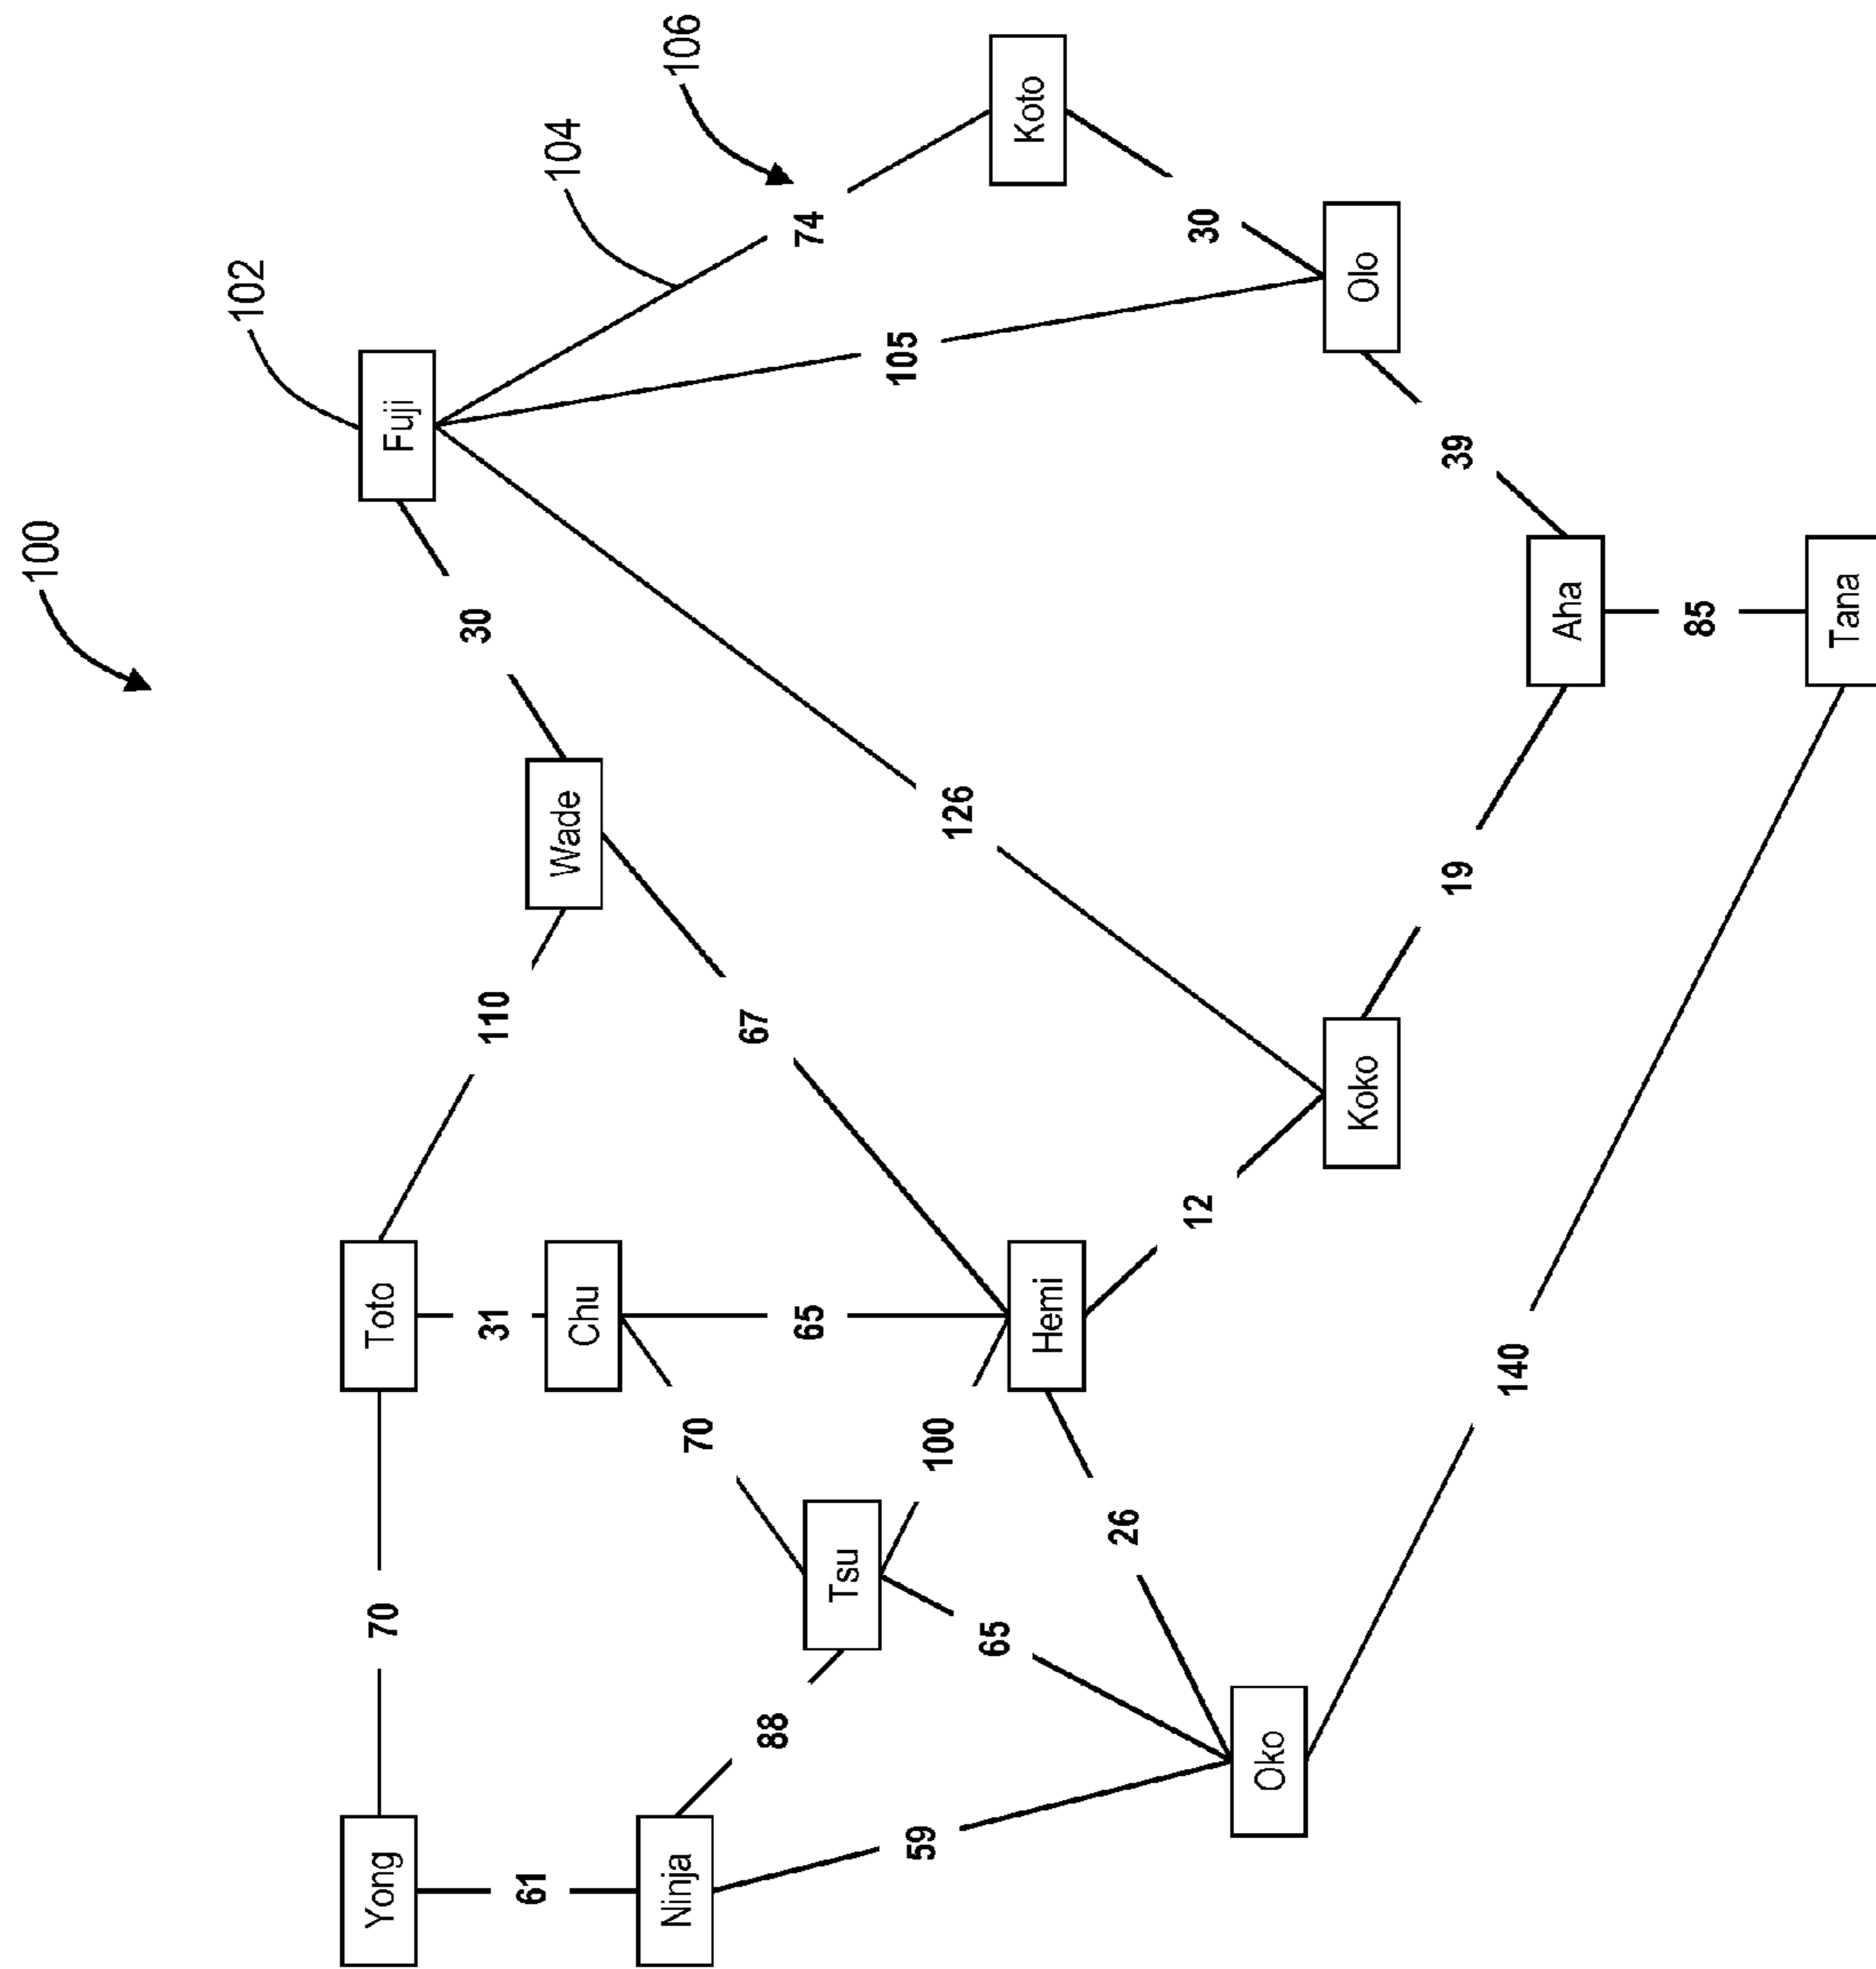 100
102
104
106
Yong
70
Toto
110
Wade
30
Fuji
74
Koto
61
31
Chu
67
105
30
Ninja
88
70
65
126
Olo
Tsu
100
Hemi
12
39
59
65
26
Koko
19
Aha
Oko
140
85
Tana